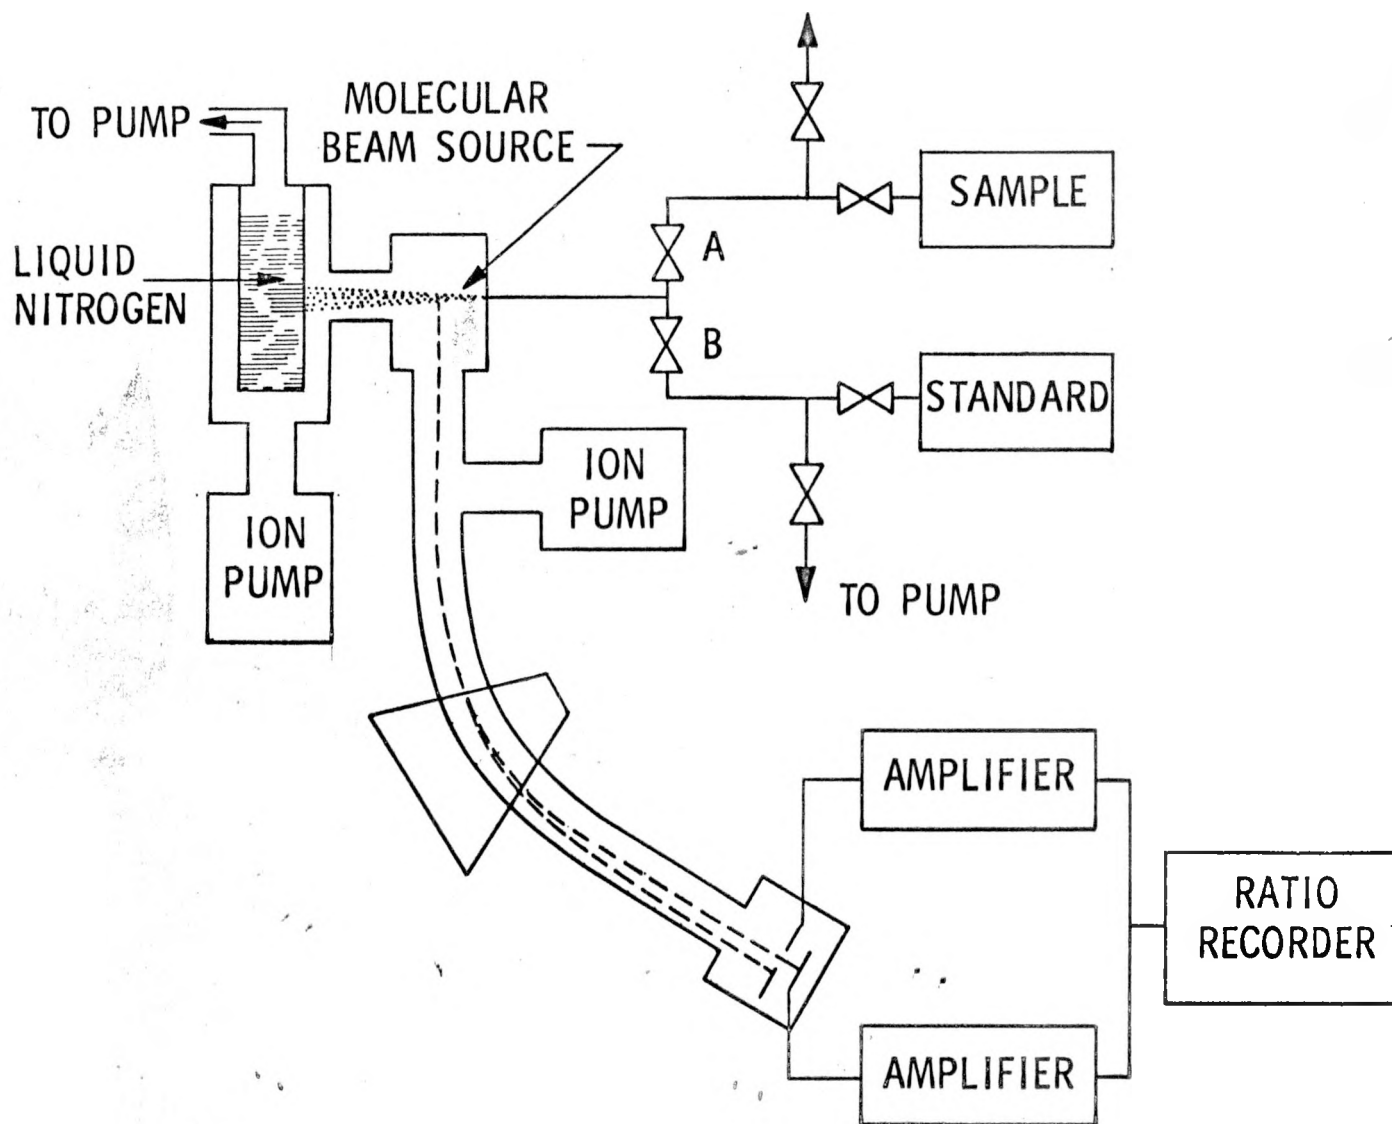 TO PUMP
MOLECULAR
BEAM SOURCE
SAMPLE
LIQUID
NITROGEN
A
B
STANDARD
ION
PUMP
ION
PUMP
TO PUMP
AMPLIFIER
RATIO
RECORDER
AMPLIFIER